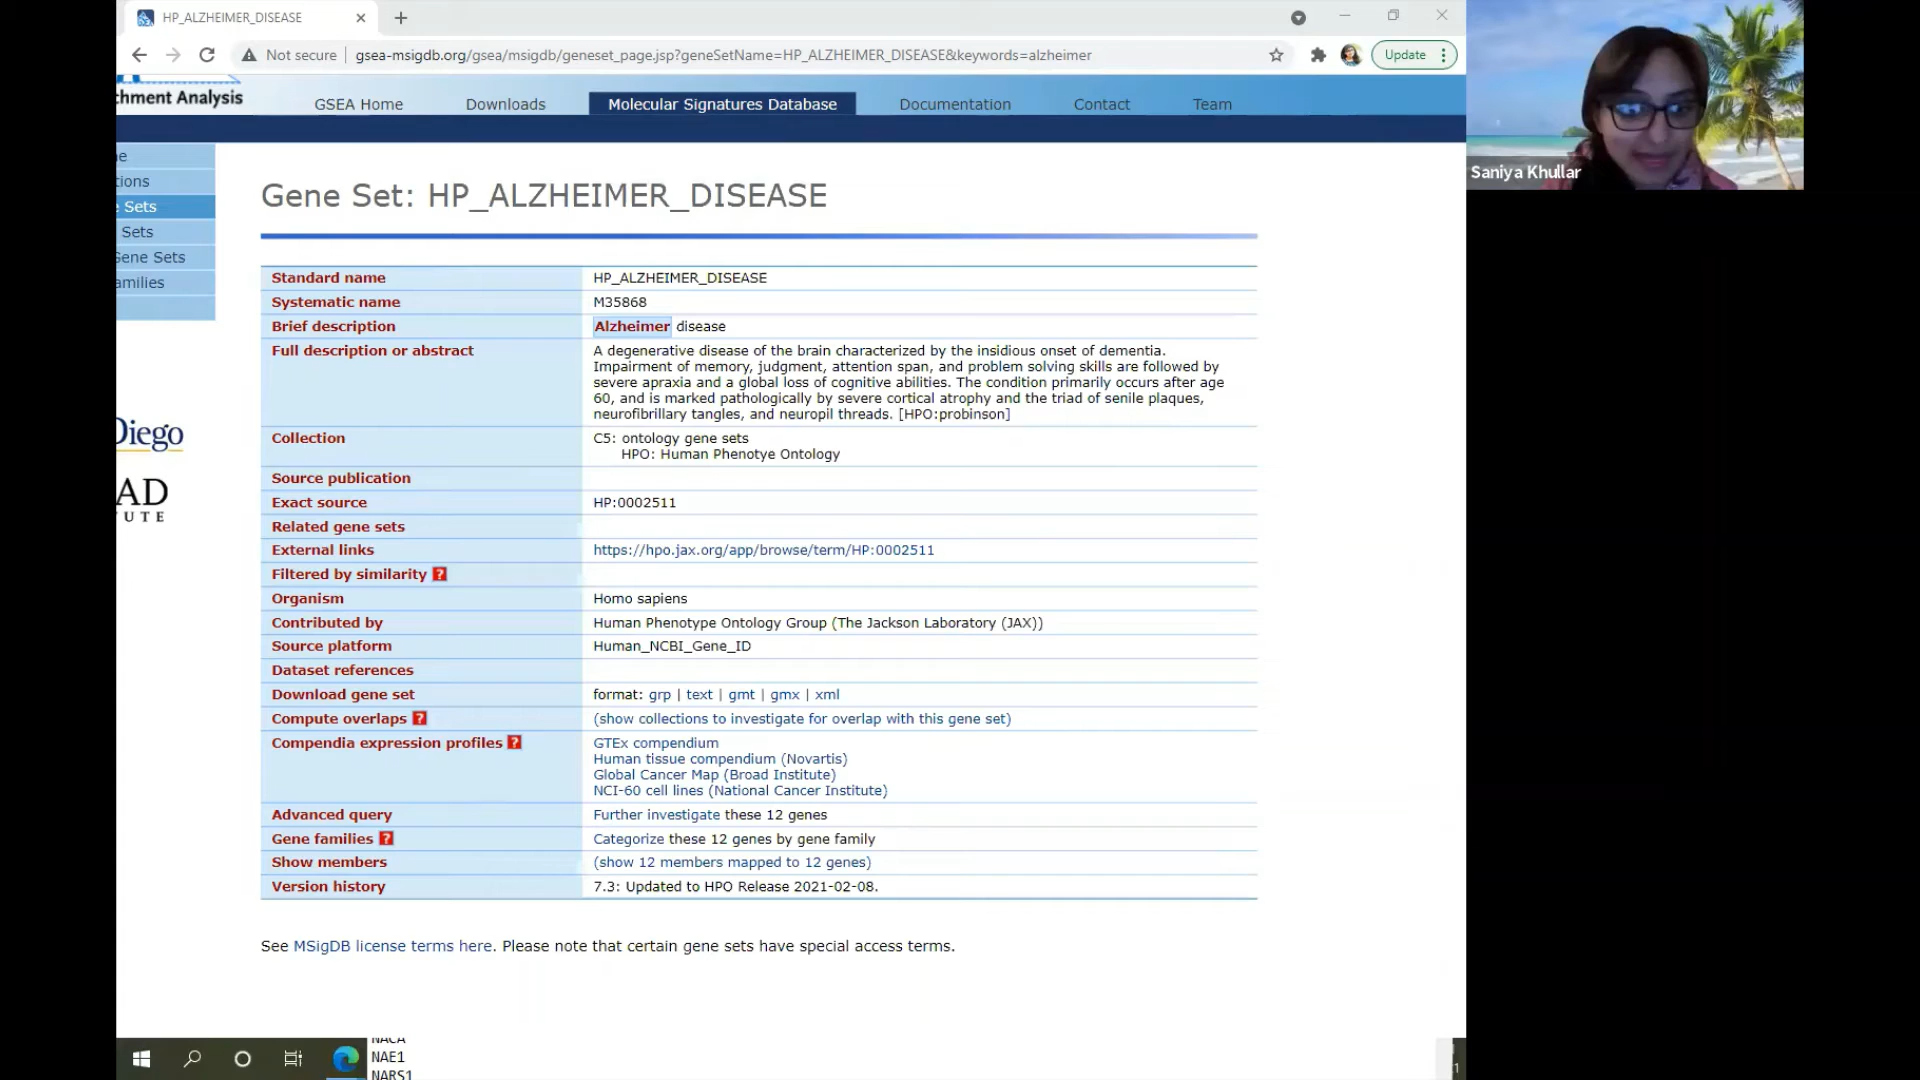 HP_ALZHEIMER_DISEASE
Not secure gsea-msigdb.org/gsea/msigdb/geneset_page.jsp?geneSetName=HP_ALZHEIMER_DISEASE&keywords=alzheimer Update
chment Analysis GSEA Home Downloads Molecular Signatures Database Documentation Contact Team
Saniya Khullar
ne
tions
e Sets
Sets
Gene Sets
amilies
Diego
AD
UTE
Gene Set: HP_ALZHEIMER_DISEASE
Standard name HP_ALZHEIMER_DISEASE
Systematic name M35868
Brief description Alzheimer disease
Full description or abstract A degenerative disease of the brain characterized by the insidious onset of dementia.
Impairment of memory, judgment, attention span, and problem solving skills are followed by
severe apraxia and a global loss of cognitive abilities. The condition primarily occurs after age
60, and is marked pathologically by severe cortical atrophy and the triad of senile plaques,
neurofibrillary tangles, and neuropil threads. [HPO:probinson]
Collection C5: ontology gene sets
HPO: Human Phenotye Ontology
Source publication
Exact source HP:0002511
Related gene sets
External links https://hpo.jax.org/app/browse/term/HP:0002511
Filtered by similarity ?
Organism Homo sapiens
Contributed by Human Phenotype Ontology Group (The Jackson Laboratory (JAX))
Source platform Human_NCBI_Gene_ID
Dataset references
Download gene set format: grp | text | gmt | gmx | xml
Compute overlaps ? (show collections to investigate for overlap with this gene set)
Compendia expression profiles ? GTEx compendium
Human tissue compendium (Novartis)
Global Cancer Map (Broad Institute)
NCI-60 cell lines (National Cancer Institute)
Advanced query Further investigate these 12 genes
Gene families ? Categorize these 12 genes by gene family
Show members (show 12 members mapped to 12 genes)
Version history 7.3: Updated to HPO Release 2021-02-08.
See MSigDB license terms here. Please note that certain gene sets have special access terms.
NACA
NAE1
NARS1